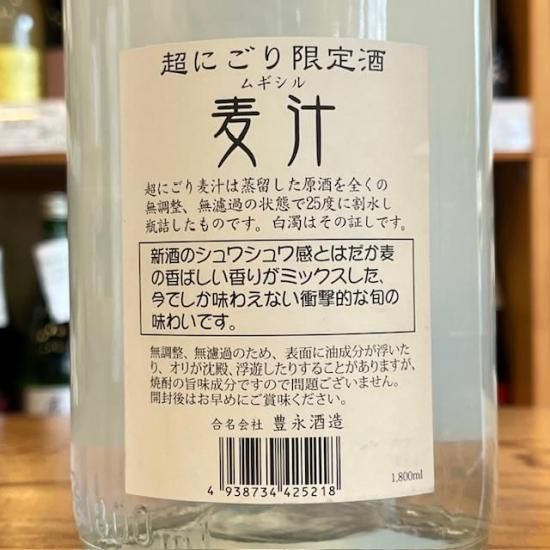 超にごり限定酒
ムギシル
麦汁
超にごり麦汁は蒸留した原酒を全くの
無調整、無濾過の状態で25度に割水し
瓶詰したものです。白濁はその証しです。
新酒のシュワシュワ感とはだか麦
の香ばしい香りがミックスした、
今でしか味わえない衝撃的な旬の
味わいです。
無調整、無濾過のため、表面に油成分が浮いた
り、オリが沈殿、浮遊したりすることがありますが、
焼酎の旨味成分ですので問題ございません。
開封後はお早めにご賞味ください。
合名会社 豊永酒造
4 938734 425218
1,800ml